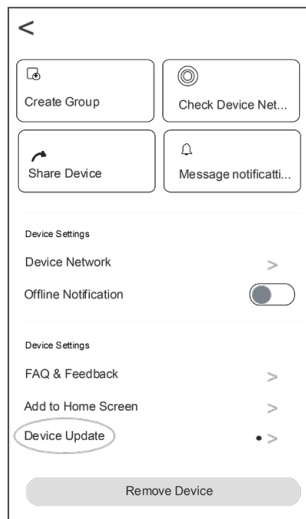 <
Create Group
Check Device Net...
Share Device
Message notificatti...
Device Settings
Device Network >
Offline Notification
Device Settings
FAQ & Feedback >
Add to Home Screen >
Device Update • >
Remove Device